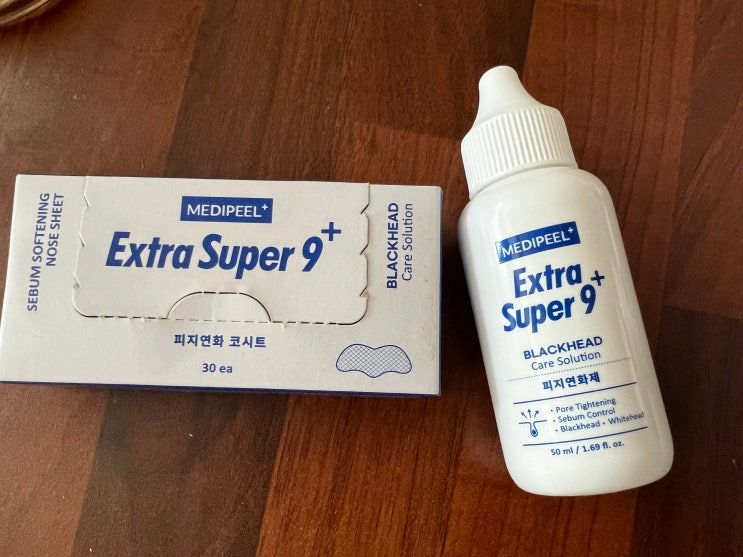 SEBUM SOFTENING
NOSE SHEET
MEDIPEEL+
Extra Super 9+
피지연화 코시트
30 ea
BLACKHEAD
Care Solution
MEDIPEEL+
Extra
Super 9+
BLACKHEAD
Care Solution
피지연화제
• Pore Tightening
• Sebum Control
• Blackhead • Whitehead
50 ml / 1.69 fl. oz.